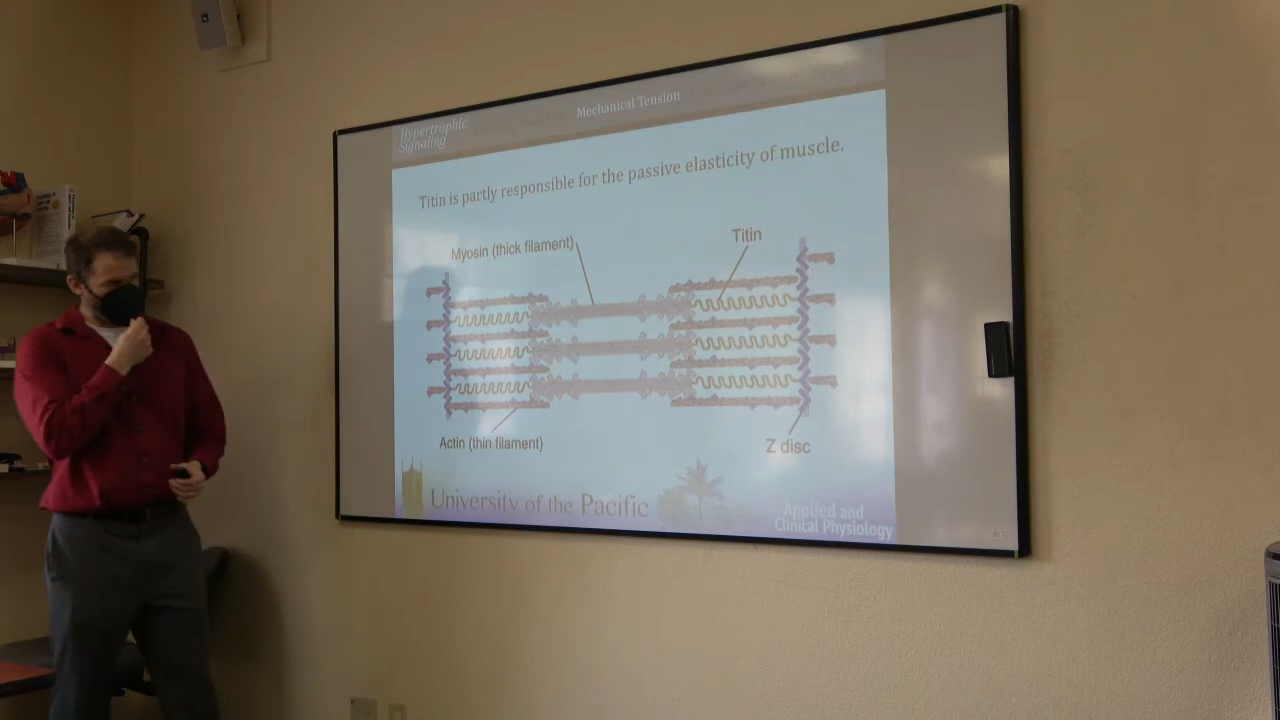 Hypertrophic
Signaling
Mechanical Tension
Titin is partly responsible for the passive elasticity of muscle.
Myosin (thick filament)
Titin
Actin (thin filament)
Z disc
University of the Pacific
Applied and
Clinical Physiology